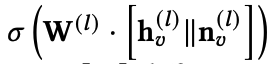 σ(W⁽ˡ⁾ · [h_v⁽ˡ⁾ ‖ n_v⁽ˡ⁾])